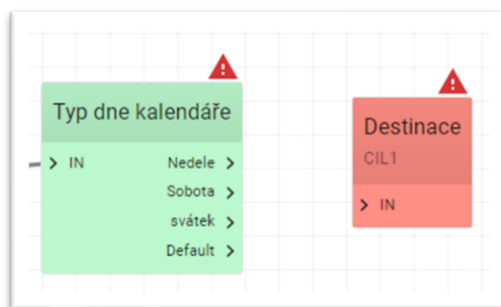 Typ dne kalendáře
IN
Nedele
Sobota
svátek
Default
Destinace
CIL1
IN